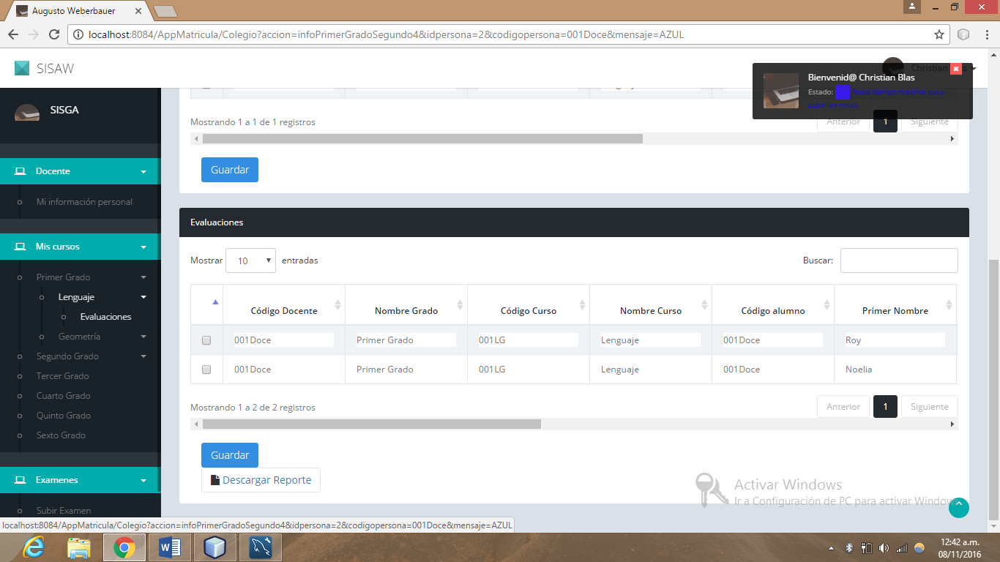 Augusto Weberbauer
localhost:8084/AppMatricula/Colegio?accion=infoPrimerGradoSegundo4&idpersona=2&codigopersona=001Doce&mensaje=AZUL
SISAW
Christian
Bienvenid@ Christian Blas
Estado: Resta tiempo maximo para
subir las notas
SISGA
Docente
Mi información personal
Mis cursos
Primer Grado
Lenguaje
Evaluaciones
Geometría
Segundo Grado
Tercer Grado
Cuarto Grado
Quinto Grado
Sexto Grado
Examenes
Subir Examen
Mostrando 1 a 1 de 1 registros
Anterior 1 Siguiente
Guardar
Evaluaciones
Mostrar 10 entradas Buscar:
Código Docente Nombre Grado Código Curso Nombre Curso Código alumno Primer Nombre
001Doce Primer Grado 001LG Lenguaje 001Doce Roy
001Doce Primer Grado 001LG Lenguaje 001Doce Noelia
Mostrando 1 a 2 de 2 registros
Anterior 1 Siguiente
Guardar
Descargar Reporte
Activar Windows
Ir a Configuración de PC para activar Windows
localhost:8084/AppMatricula/Colegio?accion=infoPrimerGradoSegundo4&idpersona=2&codigopersona=001Doce&mensaje=AZUL
12:42 a.m.
08/11/2016